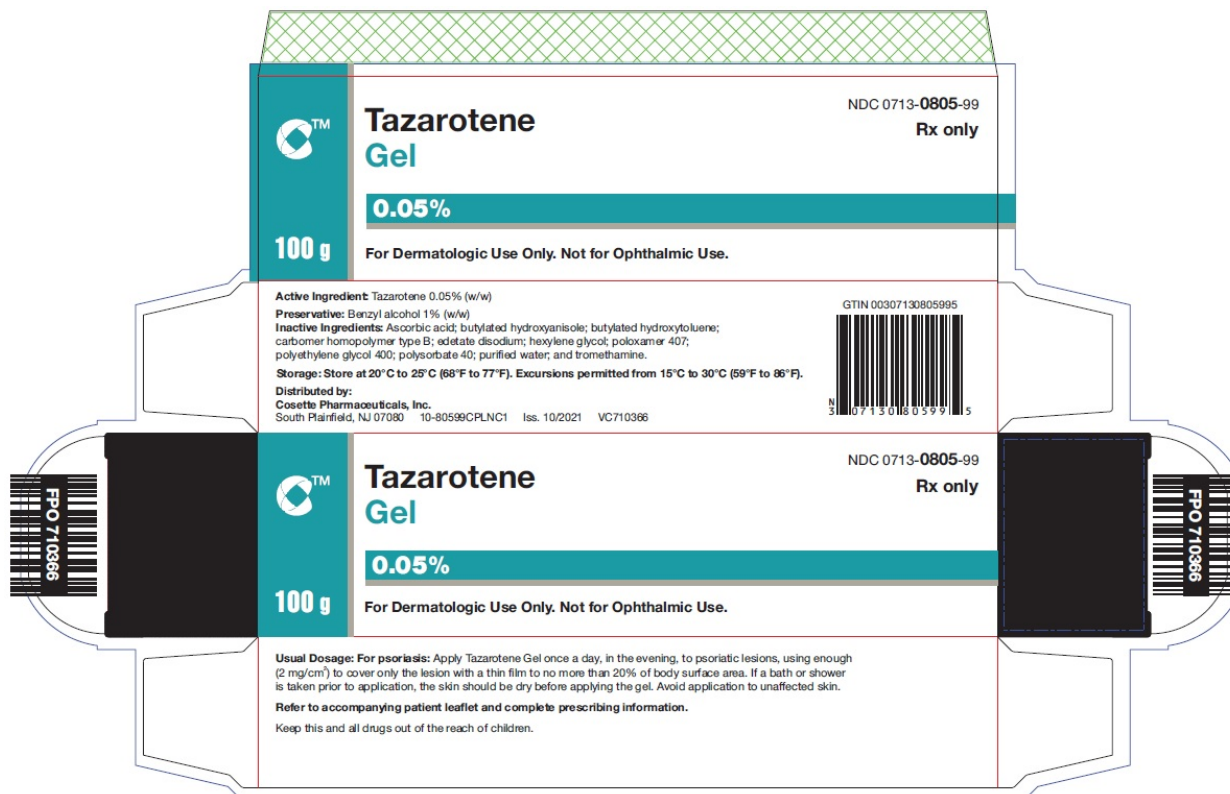 TM
Tazarotene
Gel
NDC 0713-0805-99
Rx only
0.05%
100 g
For Dermatologic Use Only. Not for Ophthalmic Use.
Active Ingredient: Tazarotene 0.05% (w/w)
Preservative: Benzyl alcohol 1% (w/w)
Inactive Ingredients: Ascorbic acid; butylated hydroxyanisole; butylated hydroxytoluene;
carbomer homopolymer type B; edetate disodium; hexylene glycol; poloxamer 407;
polyethylene glycol 400; polysorbate 40; purified water; and tromethamine.
Storage: Store at 20°C to 25°C (68°F to 77°F). Excursions permitted from 15°C to 30°C (59°F to 86°F).
Distributed by:
Cosette Pharmaceuticals, Inc.
South Plainfield, NJ 07080 10-80599CPLNC1 Iss. 10/2021 VC710366
GTIN 00307130805995
N
3 07130 80599 5
FPO 710366
TM
Tazarotene
Gel
NDC 0713-0805-99
Rx only
0.05%
100 g
For Dermatologic Use Only. Not for Ophthalmic Use.
FPO 710366
Usual Dosage: For psoriasis: Apply Tazarotene Gel once a day, in the evening, to psoriatic lesions, using enough
(2 mg/cm²) to cover only the lesion with a thin film to no more than 20% of body surface area. If a bath or shower
is taken prior to application, the skin should be dry before applying the gel. Avoid application to unaffected skin.
Refer to accompanying patient leaflet and complete prescribing information.
Keep this and all drugs out of the reach of children.